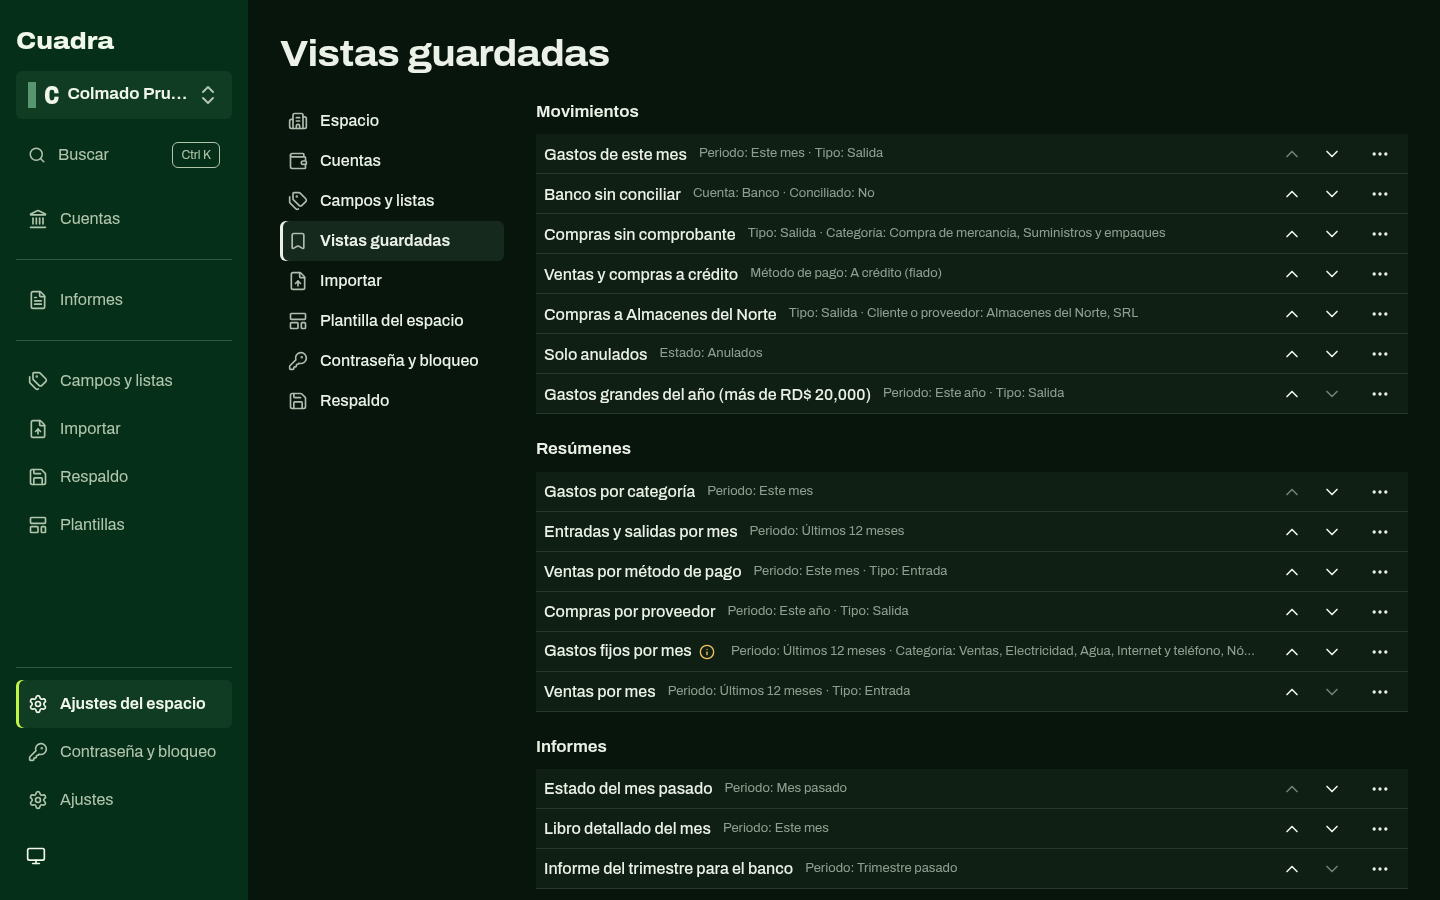 Cuadra
C Colmado Pru...
Buscar Ctrl K
Cuentas
Informes
Campos y listas
Importar
Respaldo
Plantillas
Ajustes del espacio
Contraseña y bloqueo
Ajustes
Vistas guardadas
Espacio
Cuentas
Campos y listas
Vistas guardadas
Importar
Plantilla del espacio
Contraseña y bloqueo
Respaldo
Movimientos
Gastos de este mes Periodo: Este mes · Tipo: Salida
Banco sin conciliar Cuenta: Banco · Conciliado: No
Compras sin comprobante Tipo: Salida · Categoría: Compra de mercancía, Suministros y empaques
Ventas y compras a crédito Método de pago: A crédito (fiado)
Compras a Almacenes del Norte Tipo: Salida · Cliente o proveedor: Almacenes del Norte, SRL
Solo anulados Estado: Anulados
Gastos grandes del año (más de RD$ 20,000) Periodo: Este año · Tipo: Salida
Resúmenes
Gastos por categoría Periodo: Este mes
Entradas y salidas por mes Periodo: Últimos 12 meses
Ventas por método de pago Periodo: Este mes · Tipo: Entrada
Compras por proveedor Periodo: Este año · Tipo: Salida
Gastos fijos por mes Periodo: Últimos 12 meses · Categoría: Ventas, Electricidad, Agua, Internet y teléfono, Nó...
Ventas por mes Periodo: Últimos 12 meses · Tipo: Entrada
Informes
Estado del mes pasado Periodo: Mes pasado
Libro detallado del mes Periodo: Este mes
Informe del trimestre para el banco Periodo: Trimestre pasado